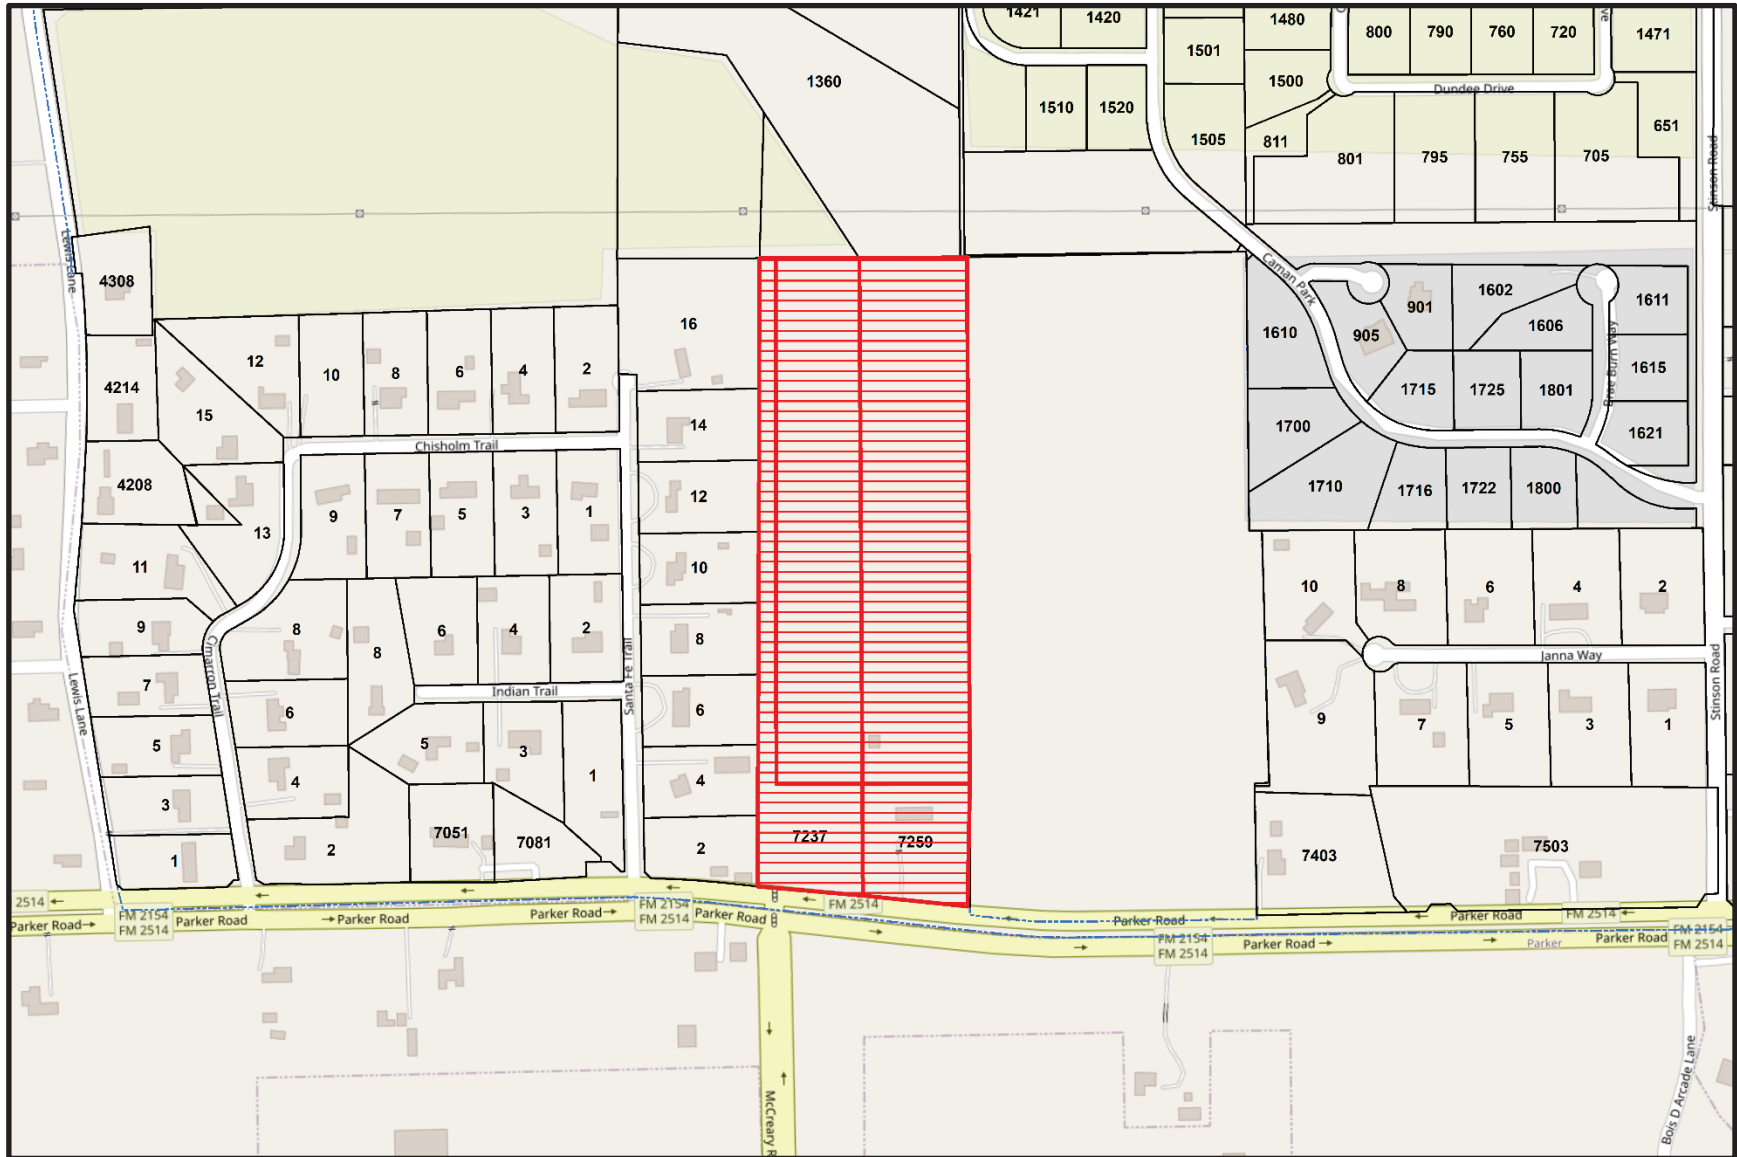 1421
1420
1480
800
790
760
720
1471
1360
1501
1500
Dundee Drive
1510
1520
1505
811
801
795
755
705
651
Stinson Road
Lewis Lane
4308
16
Caman Park
1610
905
901
1602
1606
1611
4214
15
12
10
8
6
4
2
1715
1725
1801
Brae Burn Way
1615
14
Chisholm Trail
1700
1621
4208
13
9
7
5
3
1
12
1710
1716
1722
1800
11
10
10
8
6
4
2
9
8
8
6
4
2
8
Cimarron Trail
Santa Fe Trail
Janna Way
7
Indian Trail
6
6
9
7
5
3
1
Stinson Road
Lewis Lane
5
4
5
3
1
4
3
7051
7081
7237
7259
1
2
2
7403
7503
2514
FM 2154
FM 2514
Parker Road
Parker Road
Parker Road
FM 2154
FM 2514
Parker Road
FM 2514
Parker Road
Parker Road
FM 2514
Parker Road
FM 2154
FM 2514
Parker Road
Parker
Parker Road
FM 2154
FM 2514
McCreary R
Bois D Arcade Lane